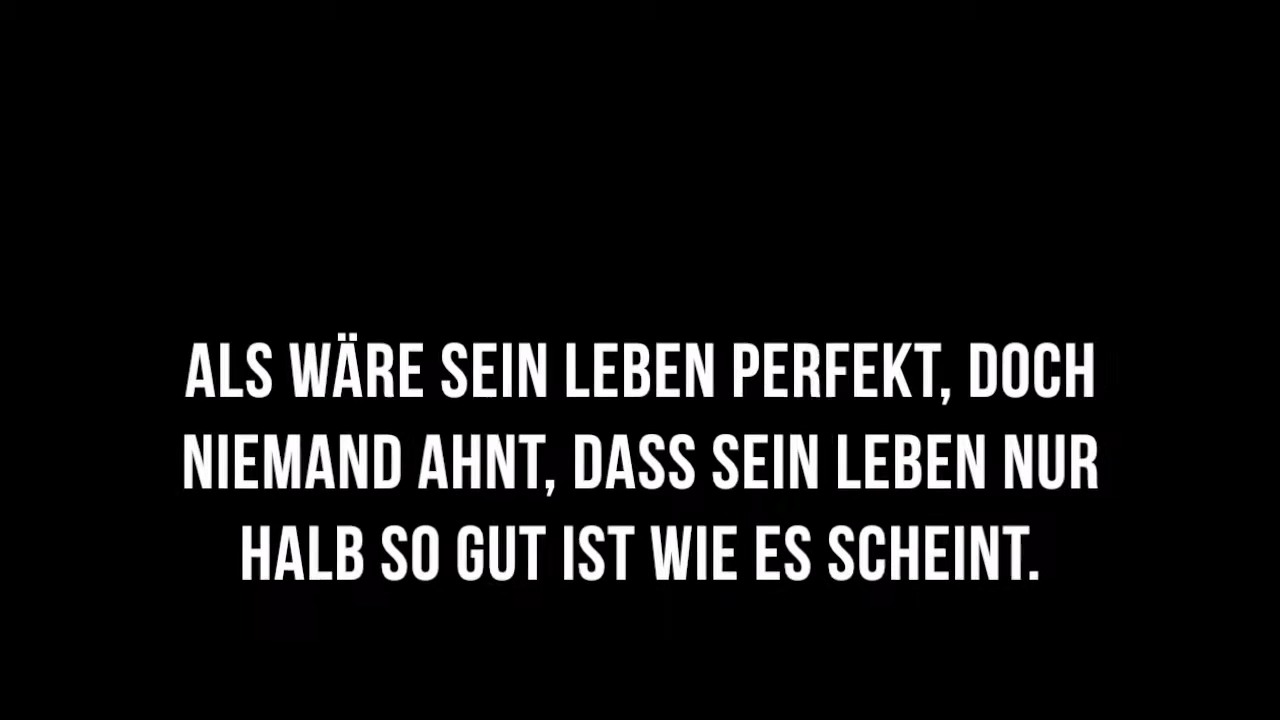 ALS WÄRE SEIN LEBEN PERFEKT, DOCH
NIEMAND AHNT, DASS SEIN LEBEN NUR
HALB SO GUT IST WIE ES SCHEINT.